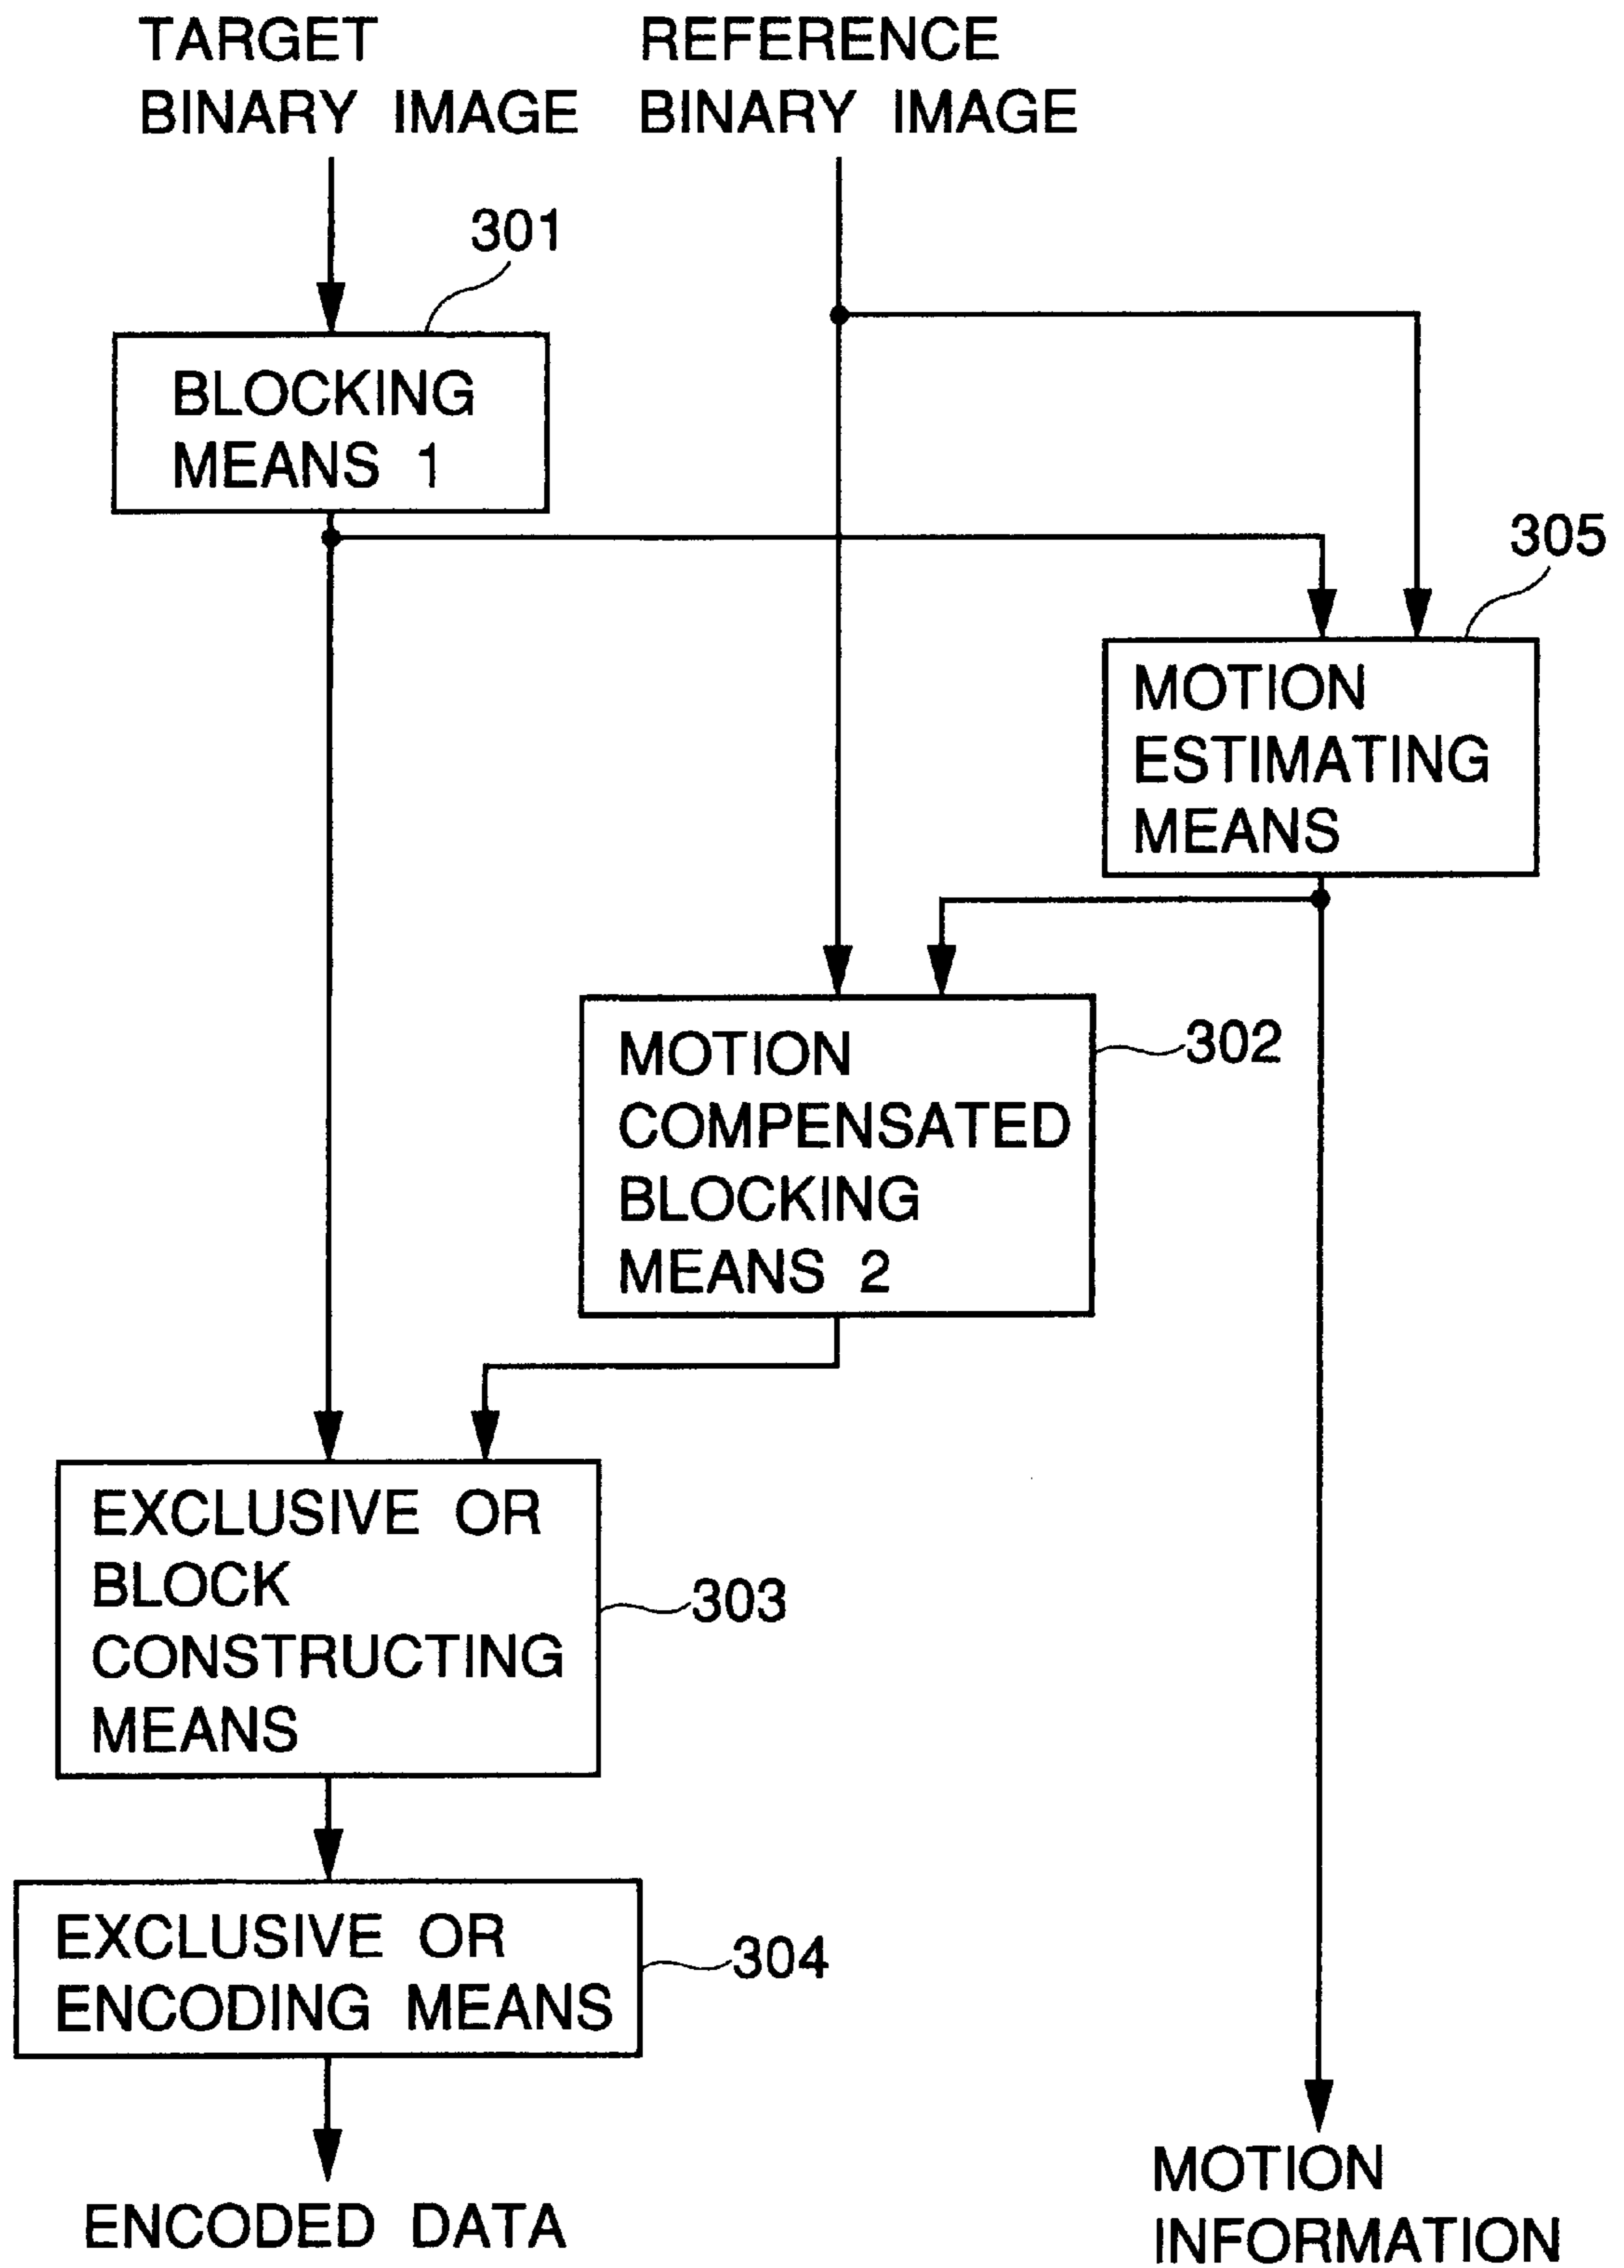 TARGET
BINARY IMAGE
REFERENCE
BINARY IMAGE
301
BLOCKING
MEANS 1
305
MOTION
ESTIMATING
MEANS
302
MOTION
COMPENSATED
BLOCKING
MEANS 2
EXCLUSIVE OR
BLOCK
CONSTRUCTING
MEANS
303
EXCLUSIVE OR
ENCODING MEANS
304
ENCODED DATA
MOTION
INFORMATION